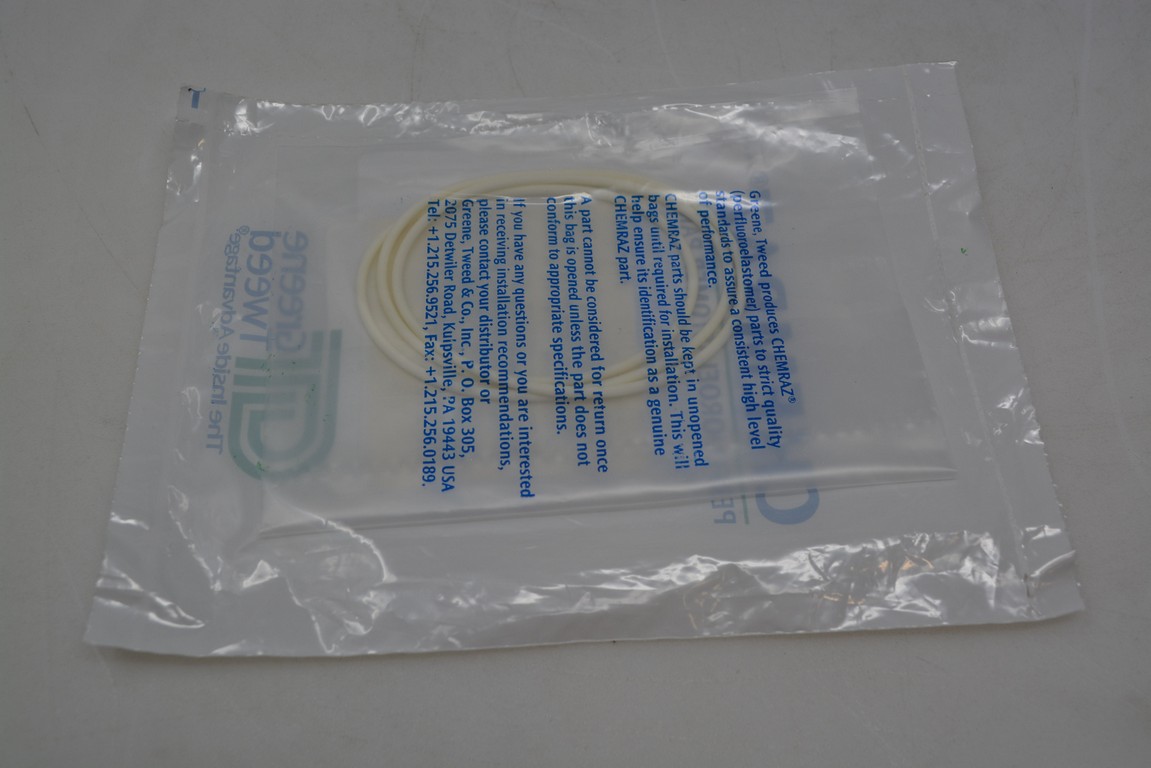 Greene, Tweed produces CHEMRAZ®
(perfluoroelastomer) parts to strict quality
standards to assure a consistent high level
of performance.
CHEMRAZ parts should be kept in unopened
bags until required for installation. This will
help ensure its identification as a genuine
CHEMRAZ part.
A part cannot be considered for return once
this bag is opened unless the part does not
conform to appropriate specifications.
If you have any questions or you are interested
in receiving installation recommendations,
please contact your distributor or
Greene, Tweed & Co., Inc., P. O. Box 305,
2075 Detwiler Road, Kuipsville, PA 19443 USA
Tel: +1.215.256.9521, Fax: +1.215.256.0189.
Greene
Tweed
The Inside Advantage®